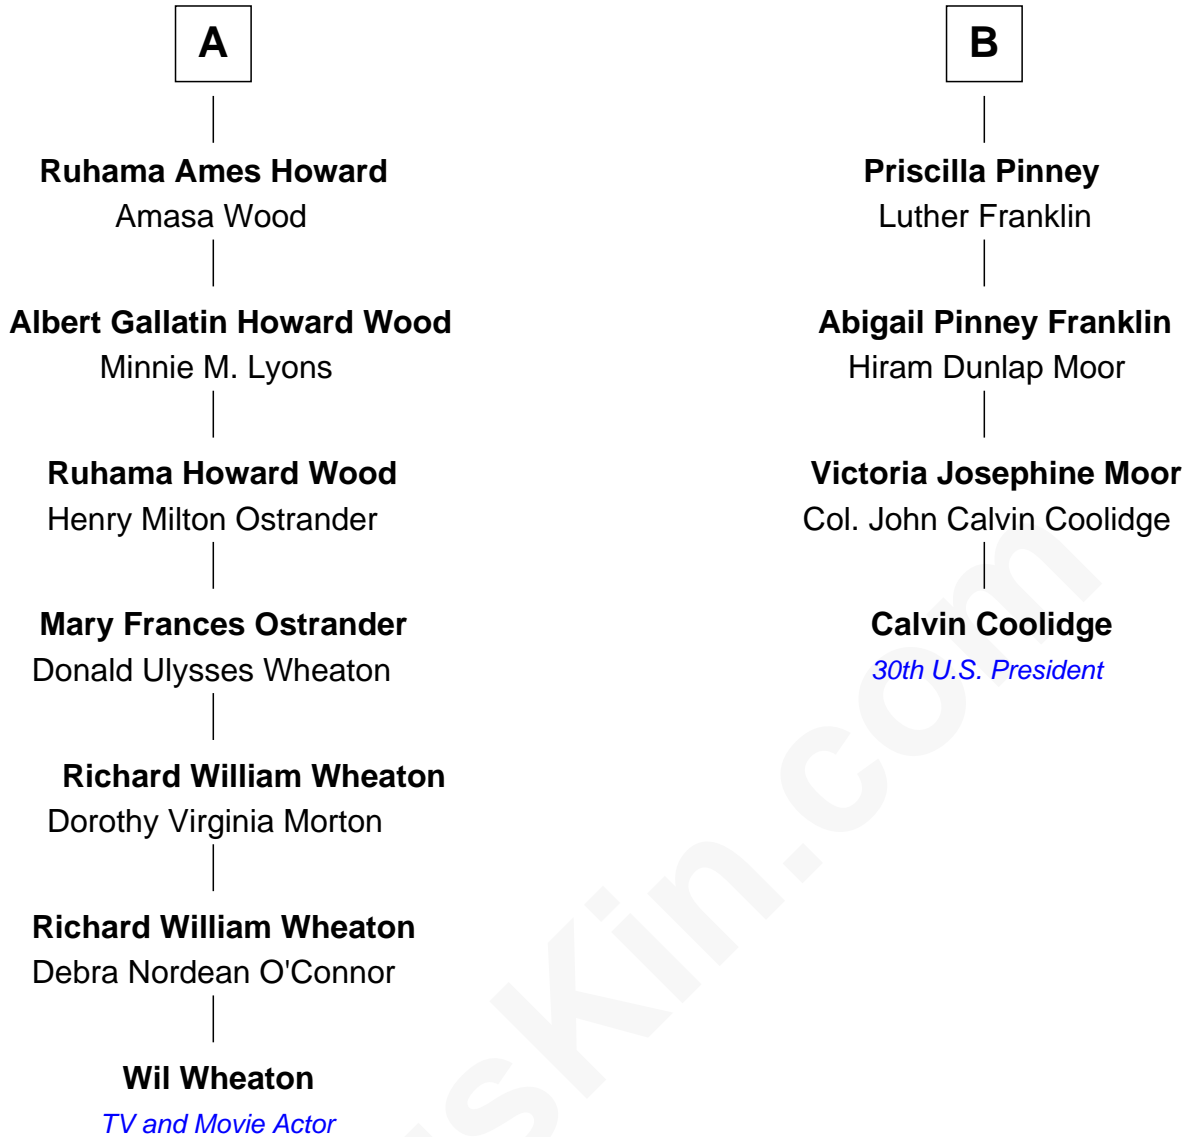 A
Ruhama Ames Howard
Amasa Wood
Albert Gallatin Howard Wood
Minnie M. Lyons
Ruhama Howard Wood
Henry Milton Ostrander
Mary Frances Ostrander
Donald Ulysses Wheaton
Richard William Wheaton
Dorothy Virginia Morton
Richard William Wheaton
Debra Nordean O'Connor
Wil Wheaton
TV and Movie Actor
B
Priscilla Pinney
Luther Franklin
Abigail Pinney Franklin
Hiram Dunlap Moor
Victoria Josephine Moor
Col. John Calvin Coolidge
Calvin Coolidge
30th U.S. President
sKin.com